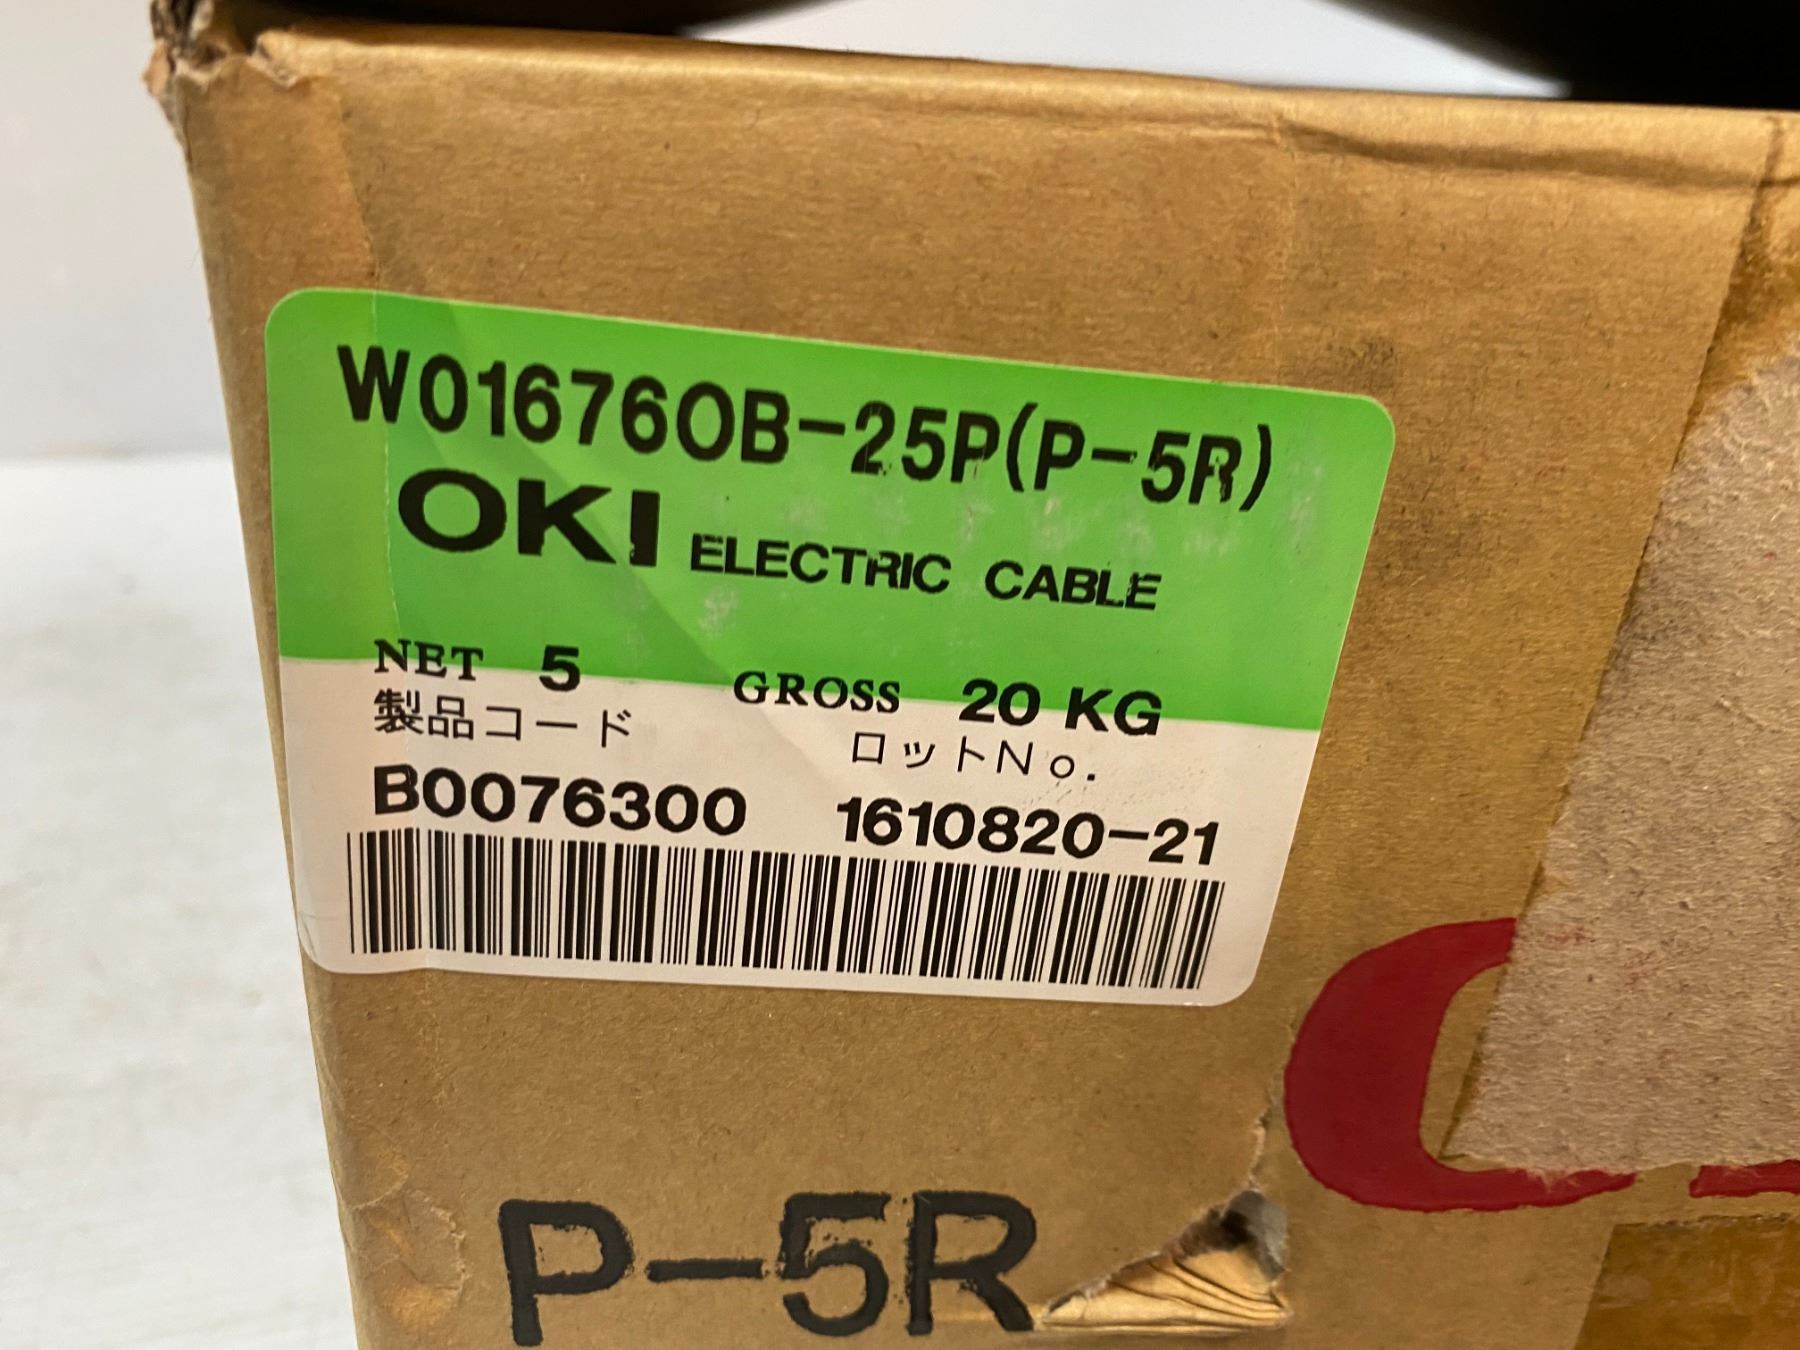 W016760B-25P(P-5R)
OKI ELECTRIC CABLE
NET 5 GROSS 20 KG
製品コード ロットNo.
B0076300 1610820-21
P-5R